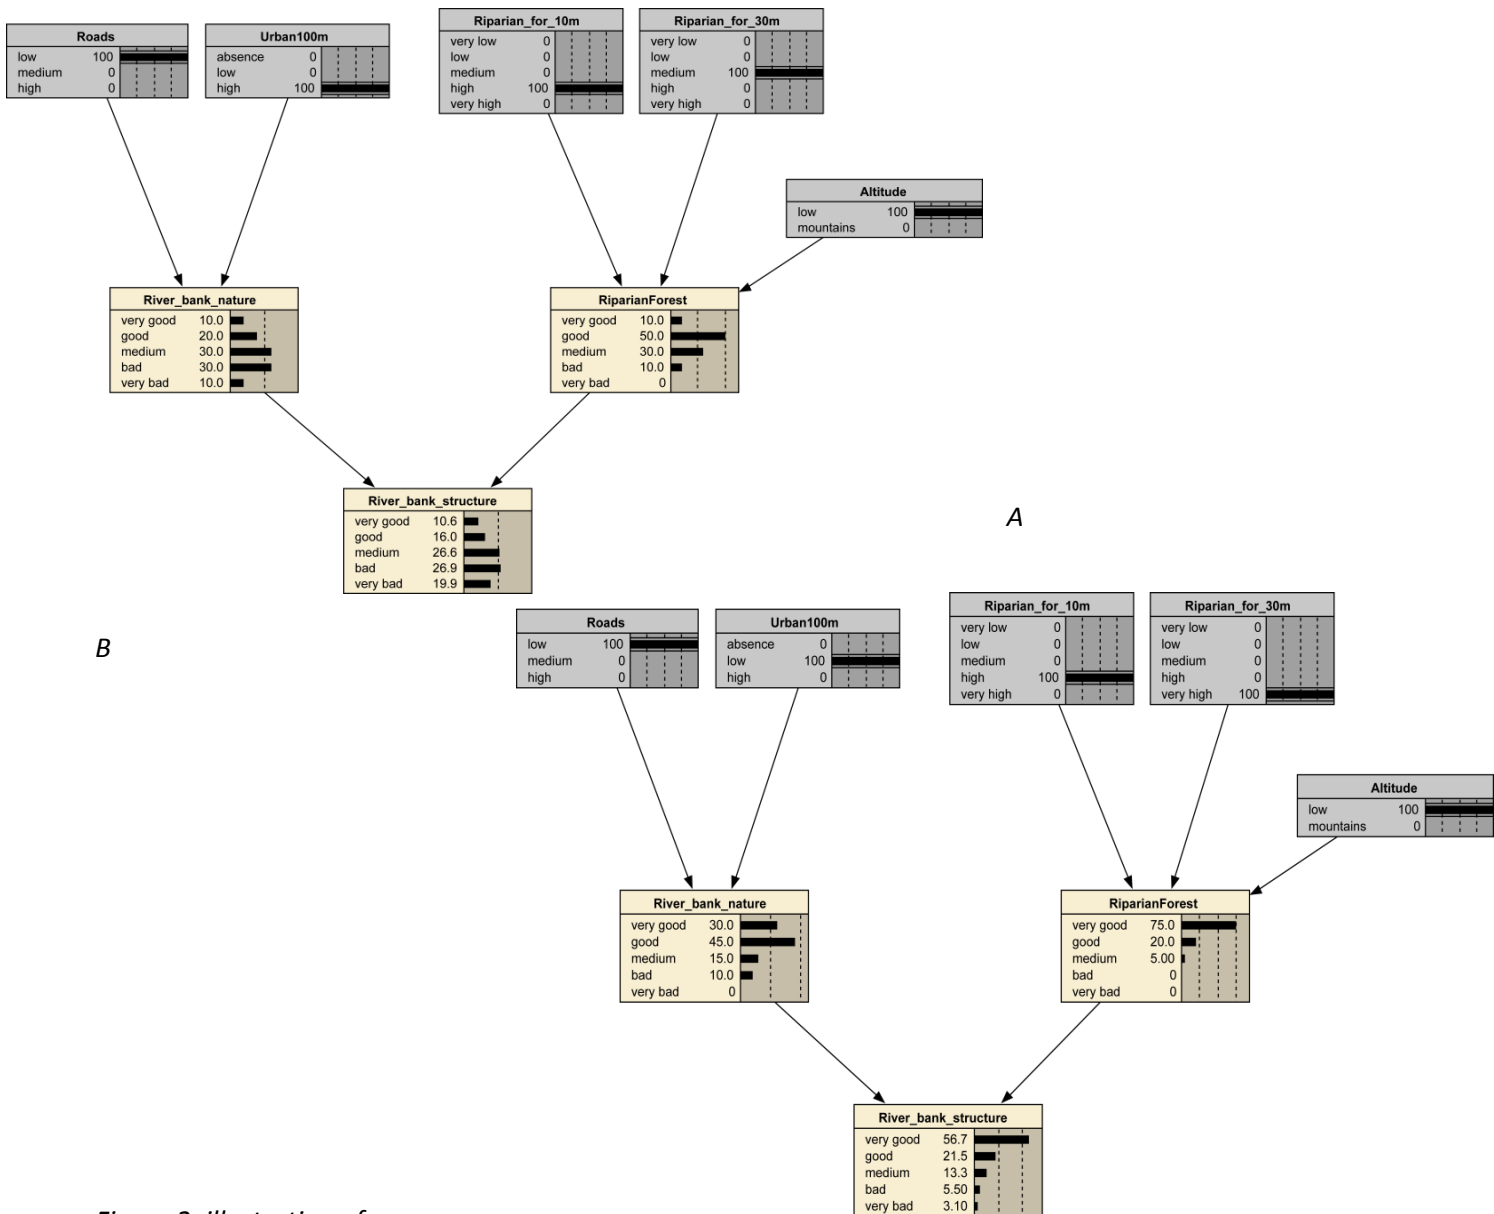 Roads
low 100
medium 0
high 0
Urban100m
absence 0
low 0
high 100
Riparian_for_10m
very low 0
low 0
medium 0
high 100
very high 0
Riparian_for_30m
very low 0
low 0
medium 100
high 0
very high 0
Altitude
low 100
mountains 0
River_bank_nature
very good 10.0
good 20.0
medium 30.0
bad 30.0
very bad 10.0
RiparianForest
very good 10.0
good 50.0
medium 30.0
bad 10.0
very bad 0
River_bank_structure
very good 10.6
good 16.0
medium 26.6
bad 26.9
very bad 19.9
A
B
Roads
low 100
medium 0
high 0
Urban100m
absence 0
low 100
high 0
Riparian_for_10m
very low 0
low 0
medium 0
high 100
very high 0
Riparian_for_30m
very low 0
low 0
medium 0
high 0
very high 100
Altitude
low 100
mountains 0
River_bank_nature
very good 30.0
good 45.0
medium 15.0
bad 10.0
very bad 0
RiparianForest
very good 75.0
good 20.0
medium 5.00
bad 0
very bad 0
River_bank_structure
very good 56.7
good 21.5
medium 13.3
bad 5.50
very bad 3.10